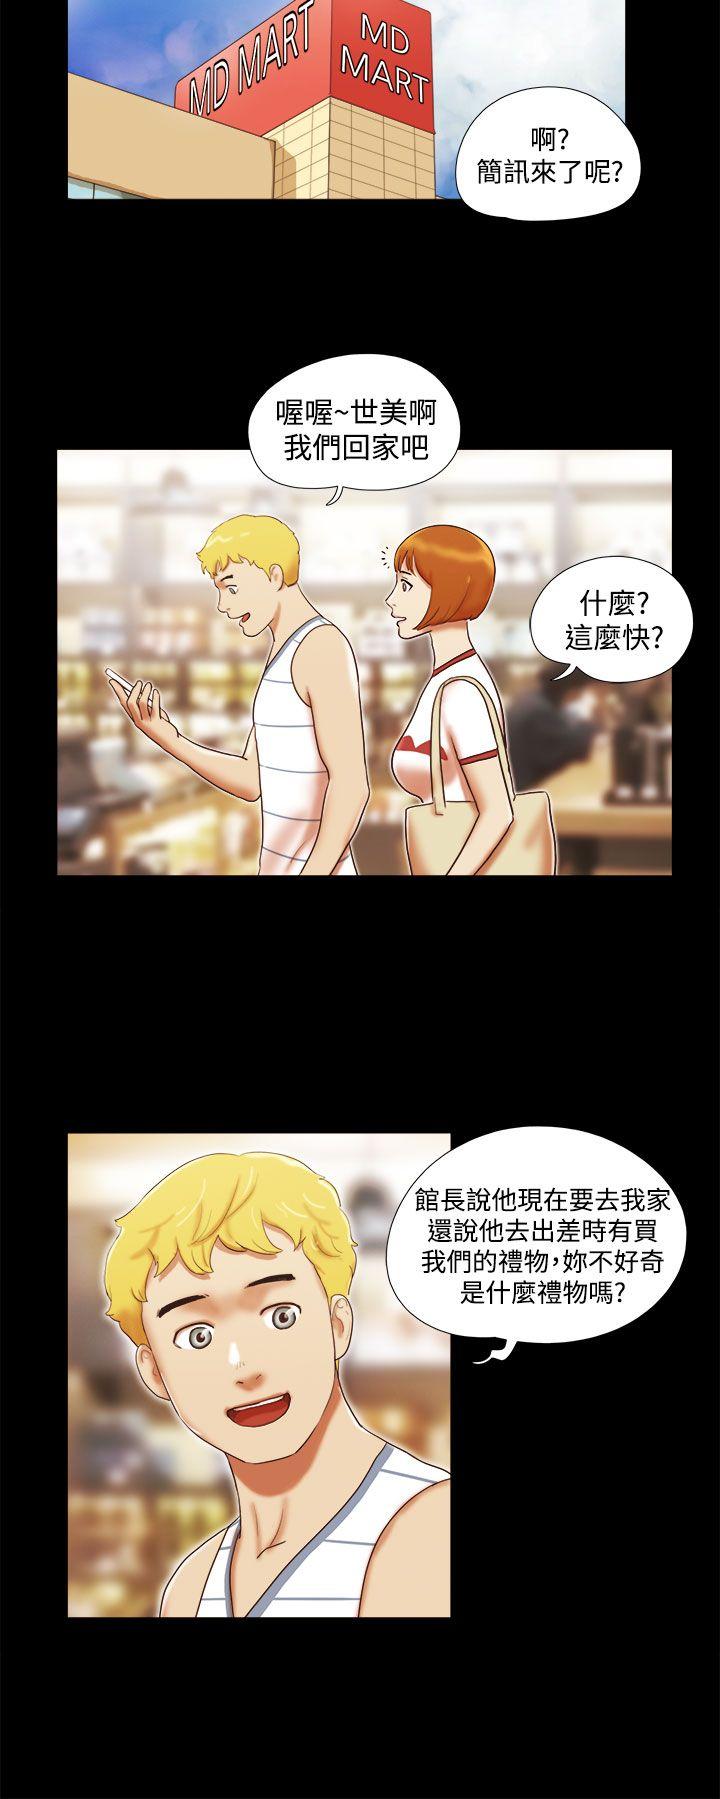 MD MART
MD
MART
啊?
簡訊來了呢?
喔喔~世美啊
我們回家吧
什麼?
這麼快?
館長說他現在要去我家
還說他去出差時有買
我們的禮物,妳不好奇
是什麼禮物嗎?